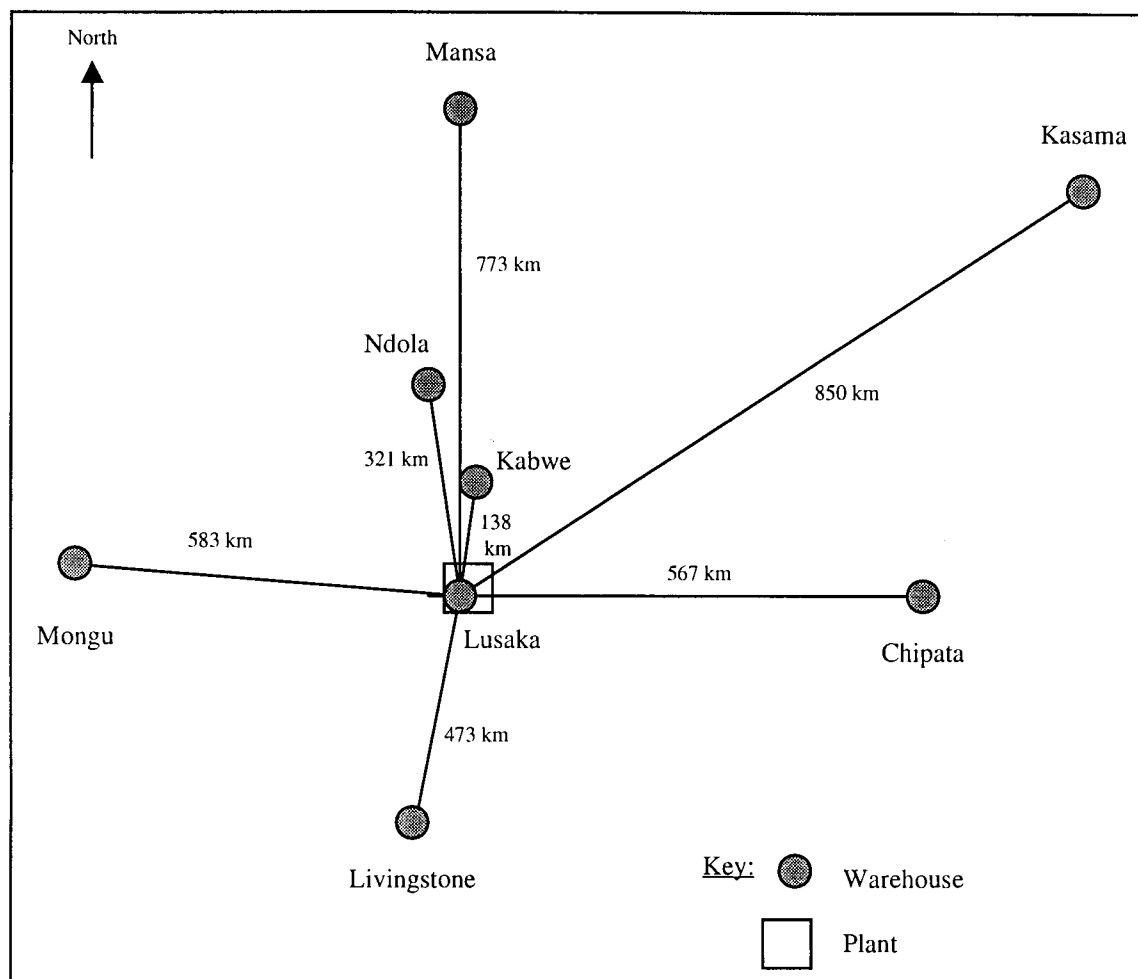 North
Mansa
Kasama
773 km
Ndola
850 km
321 km
Kabwe
138
km
583 km
567 km
Mongu
Lusaka
Chipata
473 km
Livingstone
Key:
Warehouse
Plant